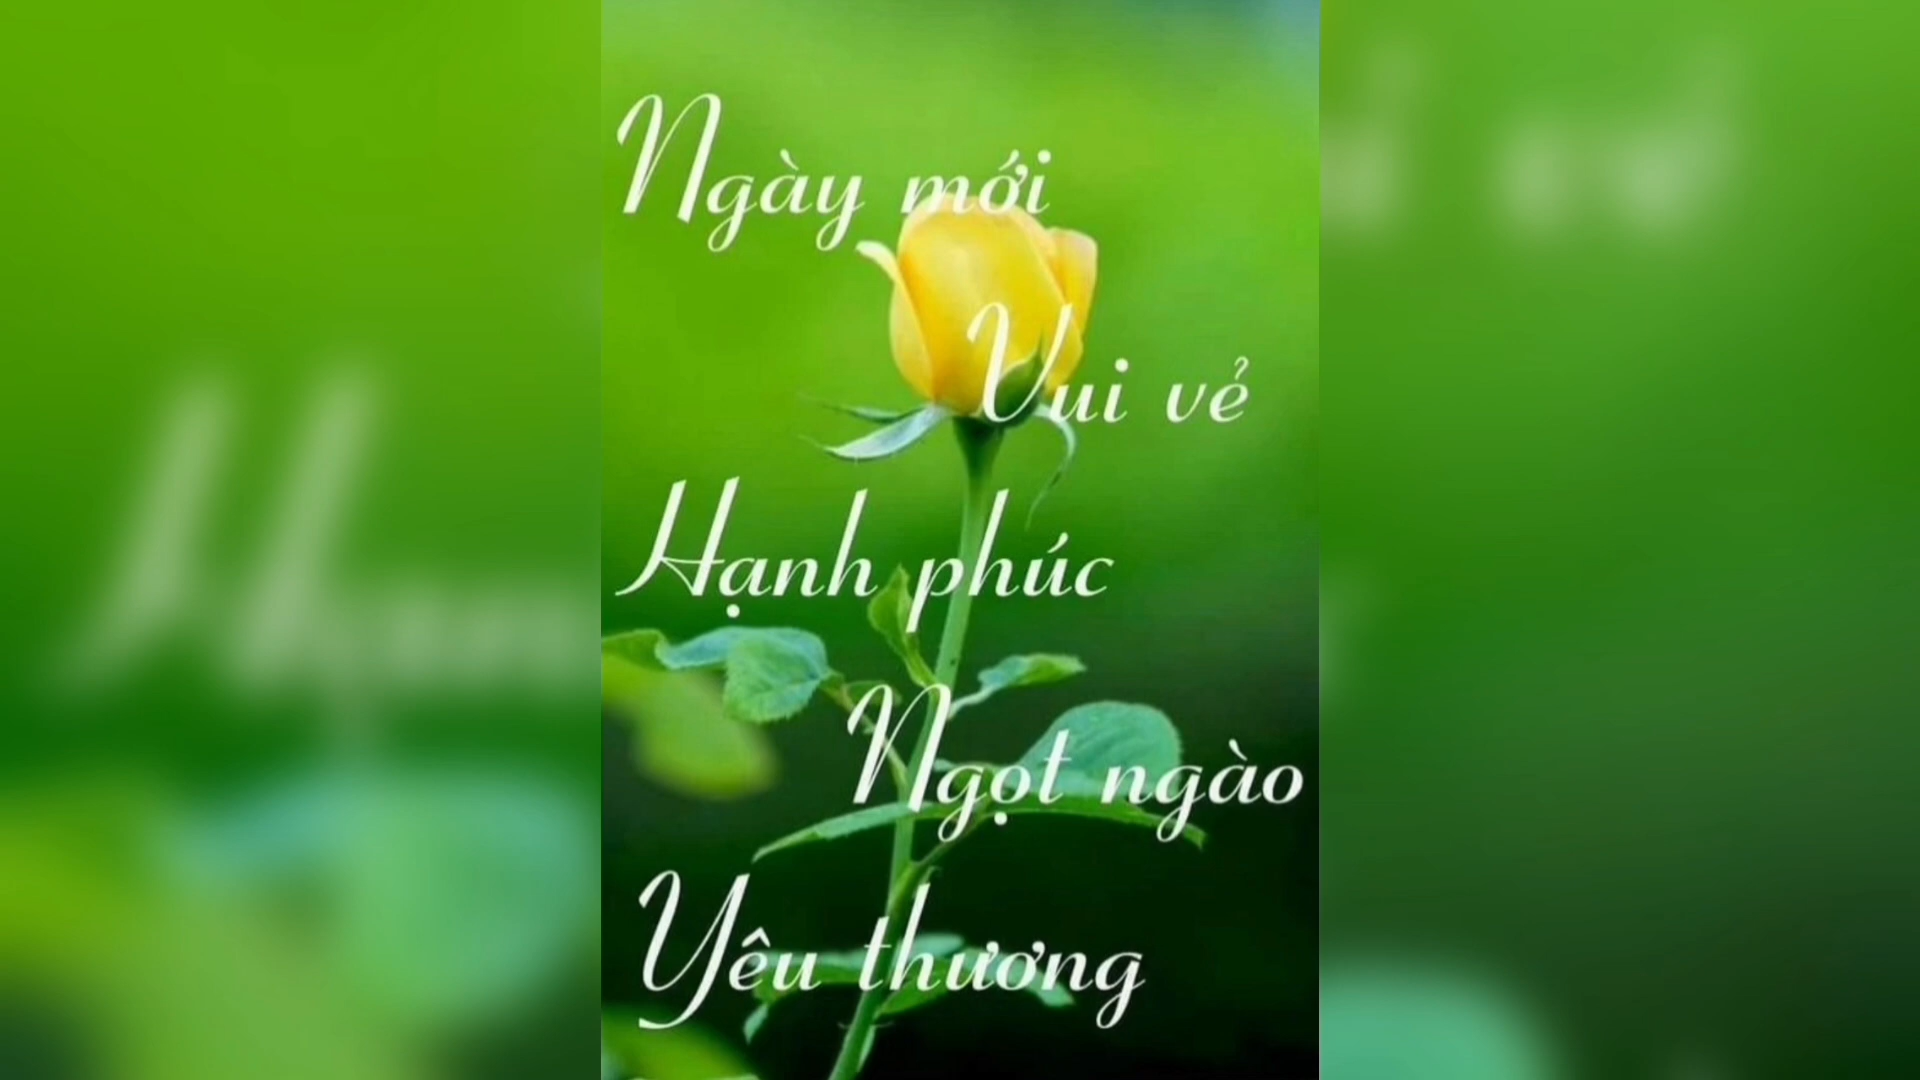 Ngày mới
Vui vẻ
Hạnh phúc
Ngọt ngào
Yêu thương